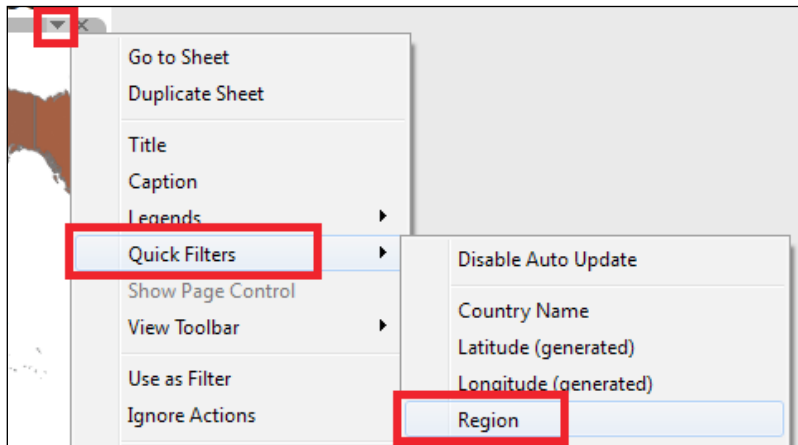 Go to Sheet
Duplicate Sheet
Title
Caption
Legends
Quick Filters
Show Page Control
View Toolbar
Use as Filter
Ignore Actions
Disable Auto Update
Country Name
Latitude (generated)
Longitude (generated)
Region